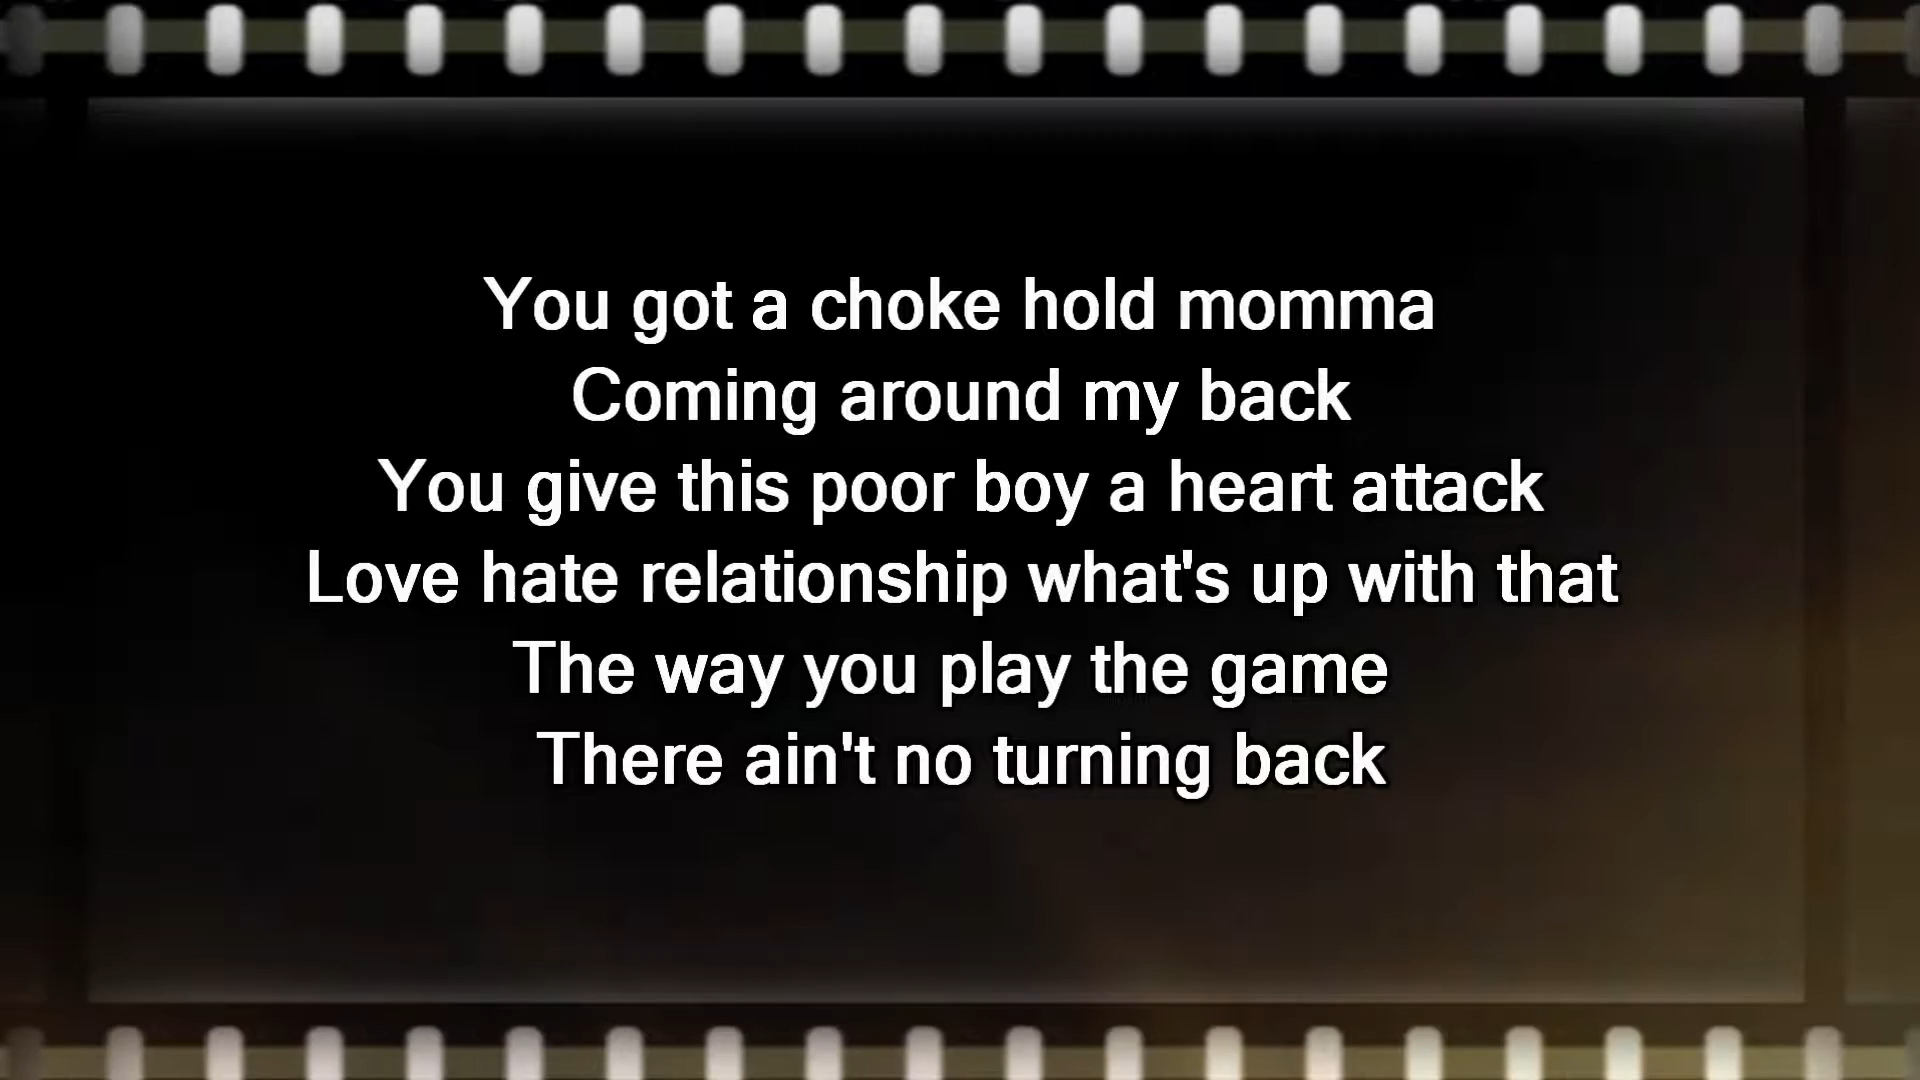 You got a choke hold momma
Coming around my back
You give this poor boy a heart attack
Love hate relationship what's up with that
The way you play the game
There ain't no turning back